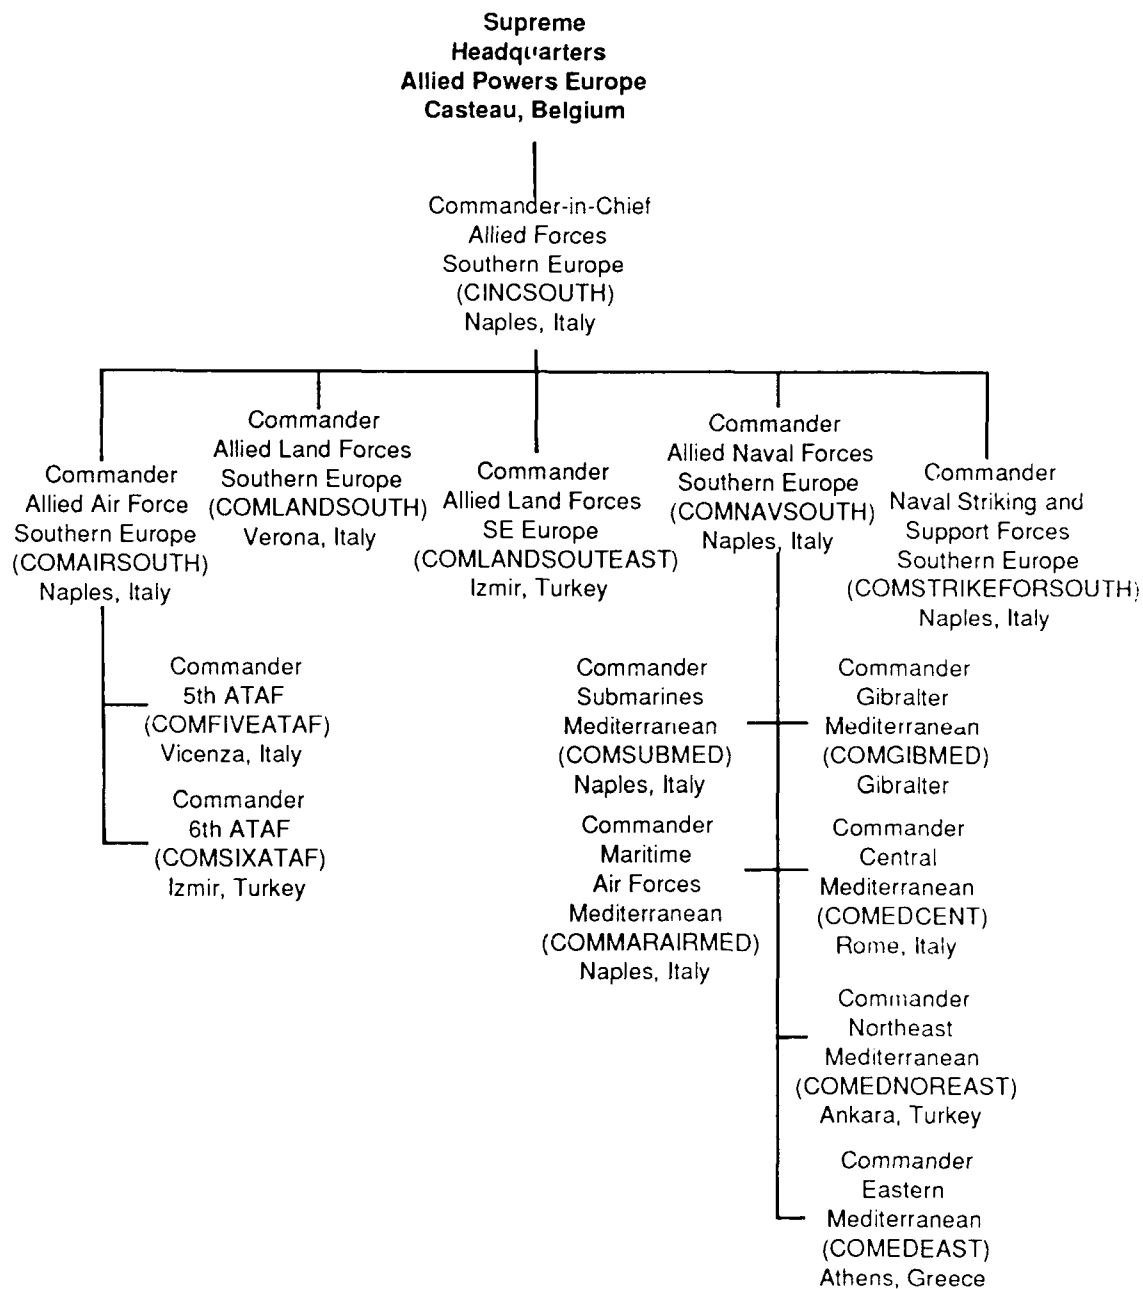 Supreme
Headquarters
Allied Powers Europe
Casteau, Belgium
Commander-in-Chief
Allied Forces
Southern Europe
(CINCSOUTH)
Naples, Italy
Commander
Allied Air Force
Southern Europe
(COMAIRSOUTH)
Naples, Italy
Commander
Allied Land Forces
Southern Europe
(COMLANDSOUTH)
Verona, Italy
Commander
Allied Land Forces
SE Europe
(COMLANDSOUTEAST)
Izmir, Turkey
Commander
Allied Naval Forces
Southern Europe
(COMNAVSOUTH)
Naples, Italy
Commander
Naval Striking and
Support Forces
Southern Europe
(COMSTRIKEFORSOUTH)
Naples, Italy
Commander
5th ATAF
(COMFIVEATAF)
Vicenza, Italy
Commander
6th ATAF
(COMSIXATAF)
Izmir, Turkey
Commander
Submarines
Mediterranean
(COMSUBMED)
Naples, Italy
Commander
Gibralter
Mediterranean
(COMGIBMED)
Gibralter
Commander
Maritime
Air Forces
Mediterranean
(COMMARAIRMED)
Naples, Italy
Commander
Central
Mediterranean
(COMEDCENT)
Rome, Italy
Commander
Northeast
Mediterranean
(COMEDNOREAST)
Ankara, Turkey
Commander
Eastern
Mediterranean
(COMEDEAST)
Athens, Greece